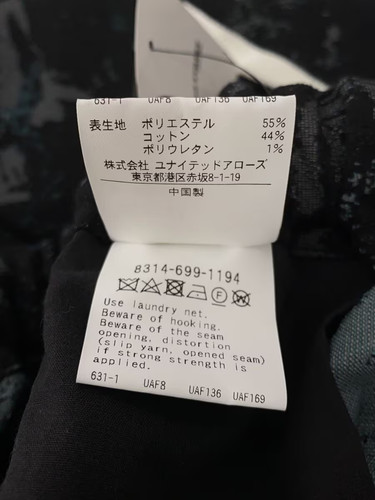 631-1 UAF8 UAF136 UAF169
表生地 ポリエステル 55%
コットン 44%
ポリウレタン 1%
株式会社 ユナイテッドアローズ
東京都港区赤坂8-1-19
中国製
8314-699-1194
Use laundry net.
Beware of hooking.
Beware of the seam
opening, distortion
(slip yarn, opened seam)
if strong strength is
applied.
631-1 UAF8 UAF136 UAF169